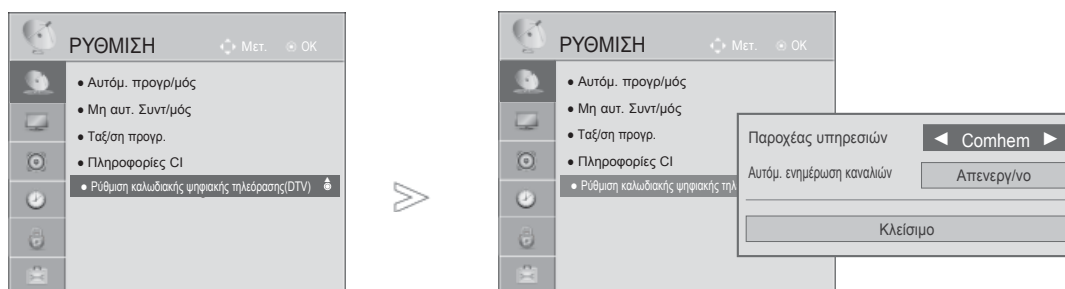 ΡΥΘΜΙΣΗ
Μετ. OK
● Αυτόμ. προγρ/μός
● Μη αυτ. Συντ/μός
● Ταξ/ση προγρ.
● Πληροφορίες CI
● Ρύθμιση καλωδιακής ψηφιακής τηλεόρασης(DTV)
ΡΥΘΜΙΣΗ
Μετ. OK
● Αυτόμ. προγρ/μός
● Μη αυτ. Συντ/μός
● Ταξ/ση προγρ.
● Πληροφορίες CI
● Ρύθμιση καλωδιακής ψηφιακής τηλ
Παροχέας υπηρεσιών ◄ Comhem ►
Αυτόμ. ενημέρωση καναλιών Απενεργ/νο
Κλείσιμο